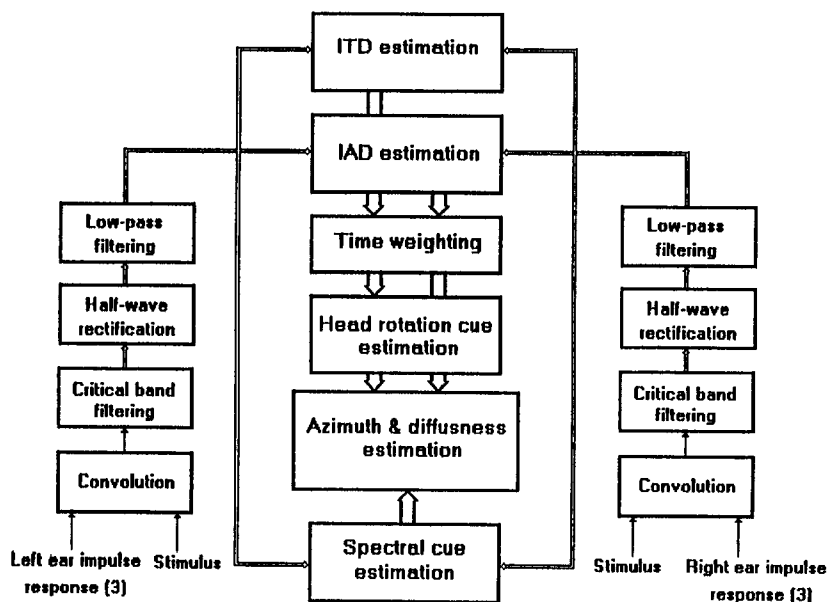 ITD estimation
IAD estimation
Time weighting
Head rotation cue
estimation
Azimuth & diffusness
estimation
Spectral cue
estimation
Low-pass
filtering
Half-wave
rectification
Critical band
filtering
Convolution
Left ear impulse
response (3)
Stimulus
Low-pass
filtering
Half-wave
rectification
Critical band
filtering
Convolution
Stimulus
Right ear impulse
response (3)